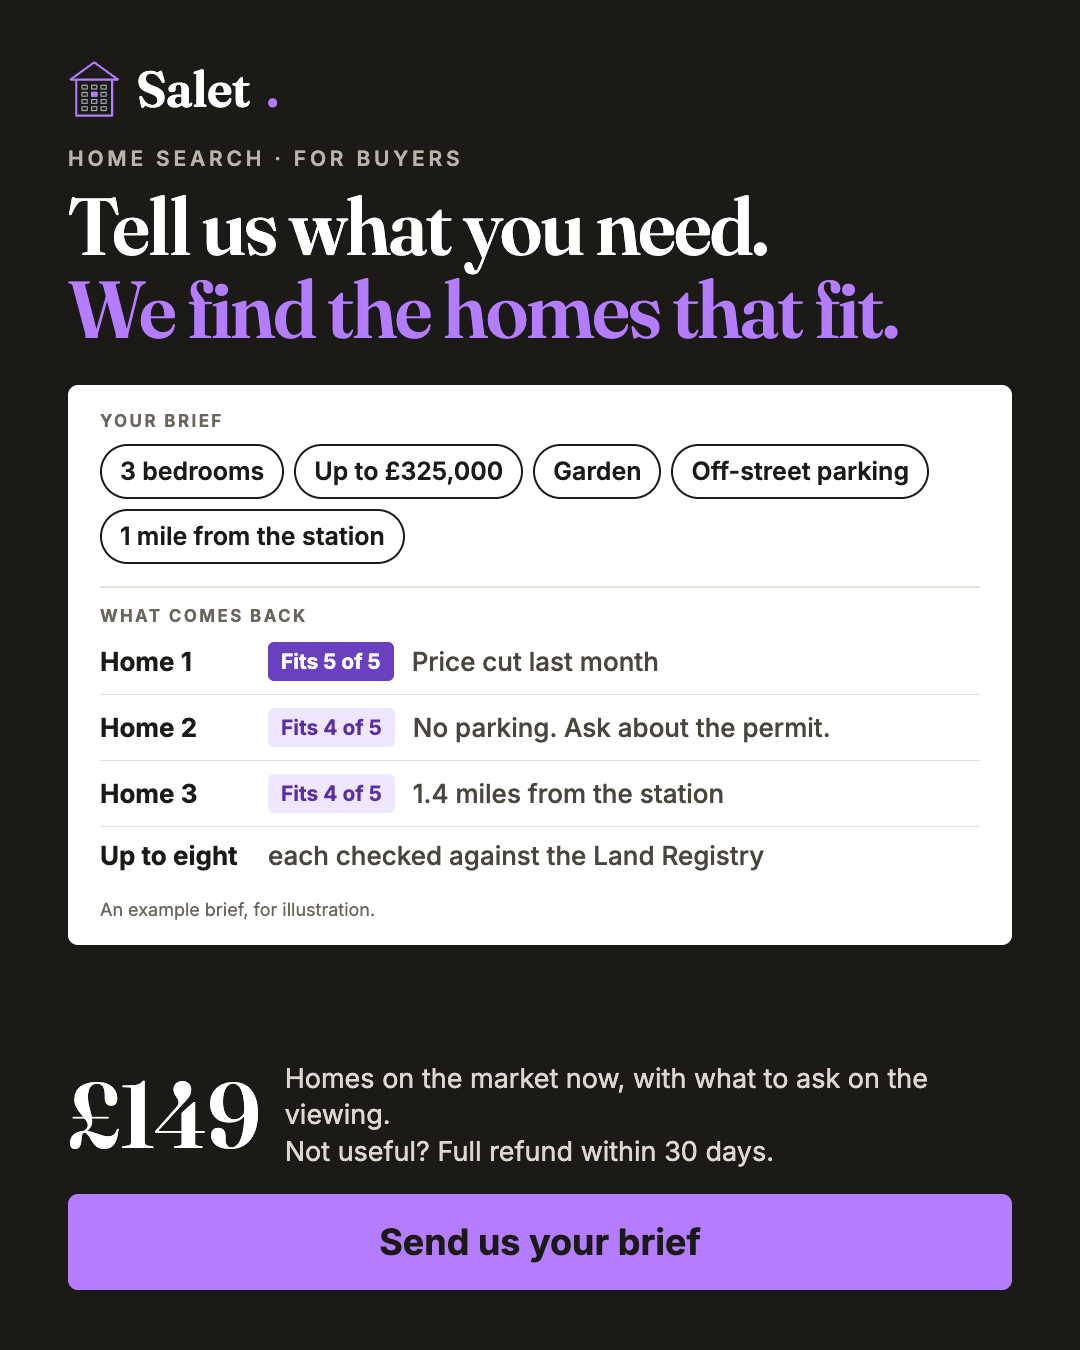 Salet .
HOME SEARCH · FOR BUYERS
Tell us what you need.
We find the homes that fit.
YOUR BRIEF
3 bedrooms Up to £325,000 Garden Off-street parking
1 mile from the station
WHAT COMES BACK
Home 1 Fits 5 of 5 Price cut last month
Home 2 Fits 4 of 5 No parking. Ask about the permit.
Home 3 Fits 4 of 5 1.4 miles from the station
Up to eight each checked against the Land Registry
An example brief, for illustration.
£149
Homes on the market now, with what to ask on the
viewing.
Not useful? Full refund within 30 days.
Send us your brief